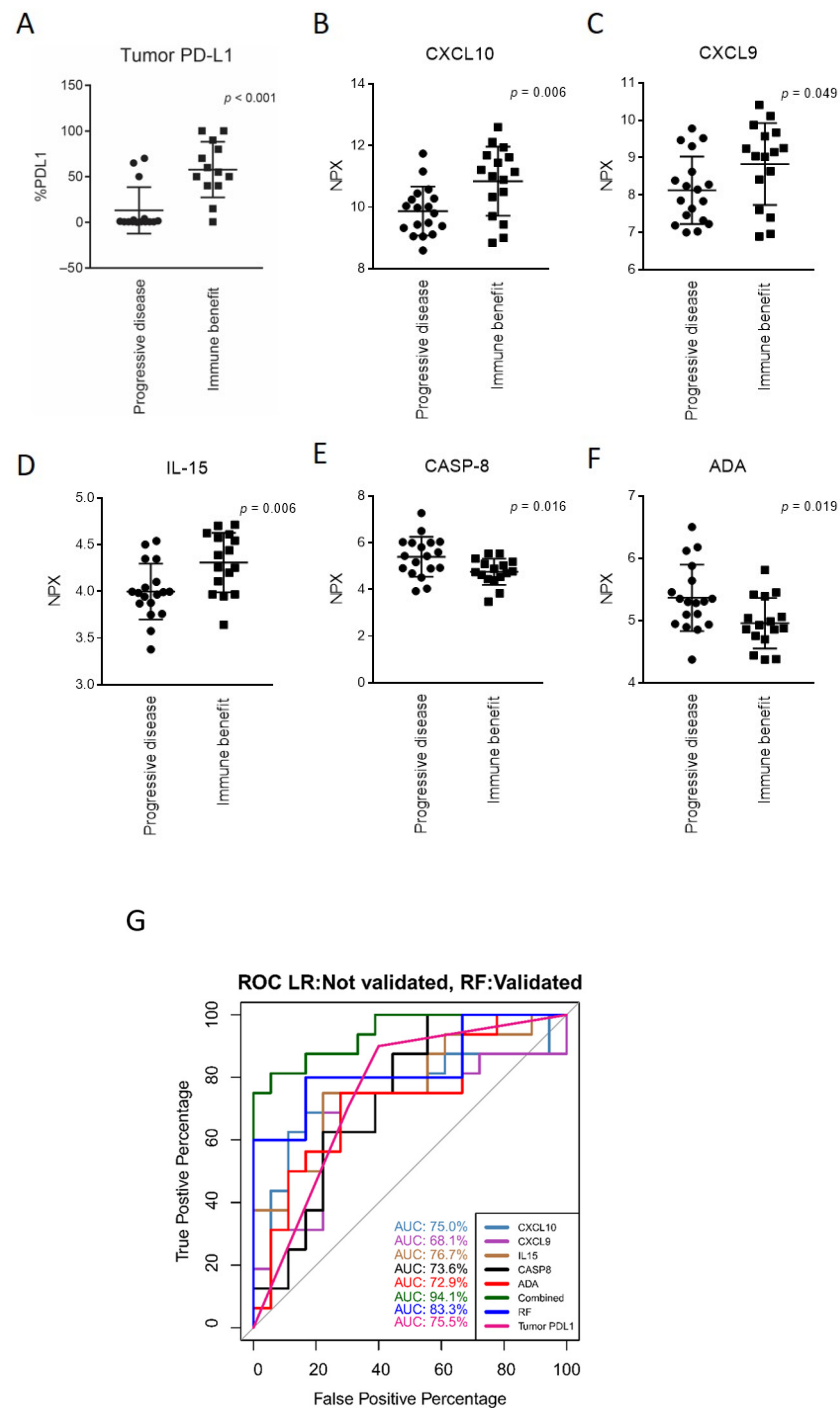 A
Tumor PD-L1
p < 0.001
%PDL1
150
100
50
0
–50
Progressive disease
Immune benefit
B
CXCL10
p = 0.006
NPX
14
12
10
8
Progressive disease
Immune benefit
C
CXCL9
p = 0.049
NPX
11
10
9
8
7
6
Progressive disease
Immune benefit
D
IL-15
p = 0.006
NPX
5.0
4.5
4.0
3.5
3.0
Progressive disease
Immune benefit
E
CASP-8
p = 0.016
NPX
8
6
4
2
0
Progressive disease
Immune benefit
F
ADA
p = 0.019
NPX
7
6
5
4
Progressive disease
Immune benefit
G
ROC LR:Not validated, RF:Validated
True Postive Percentage
100
80
60
40
20
0
AUC: 75.0% CXCL10
AUC: 68.1% CXCL9
AUC: 76.7% IL15
AUC: 73.6% CASP8
AUC: 72.9% ADA
AUC: 94.1% Combined
AUC: 83.3% RF
AUC: 75.5% Tumor PDL1
0 20 40 60 80 100
False Positive Percentage